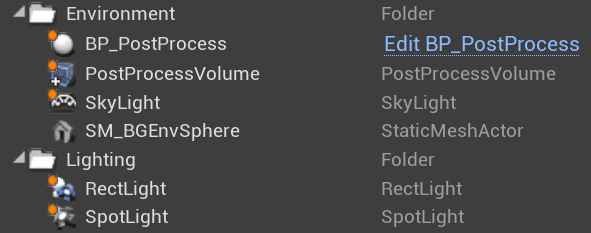 Environment Folder
BP_PostProcess Edit BP_PostProcess
PostProcessVolume PostProcessVolume
SkyLight SkyLight
SM_BGEnvSphere StaticMeshActor
Lighting Folder
RectLight RectLight
SpotLight SpotLight